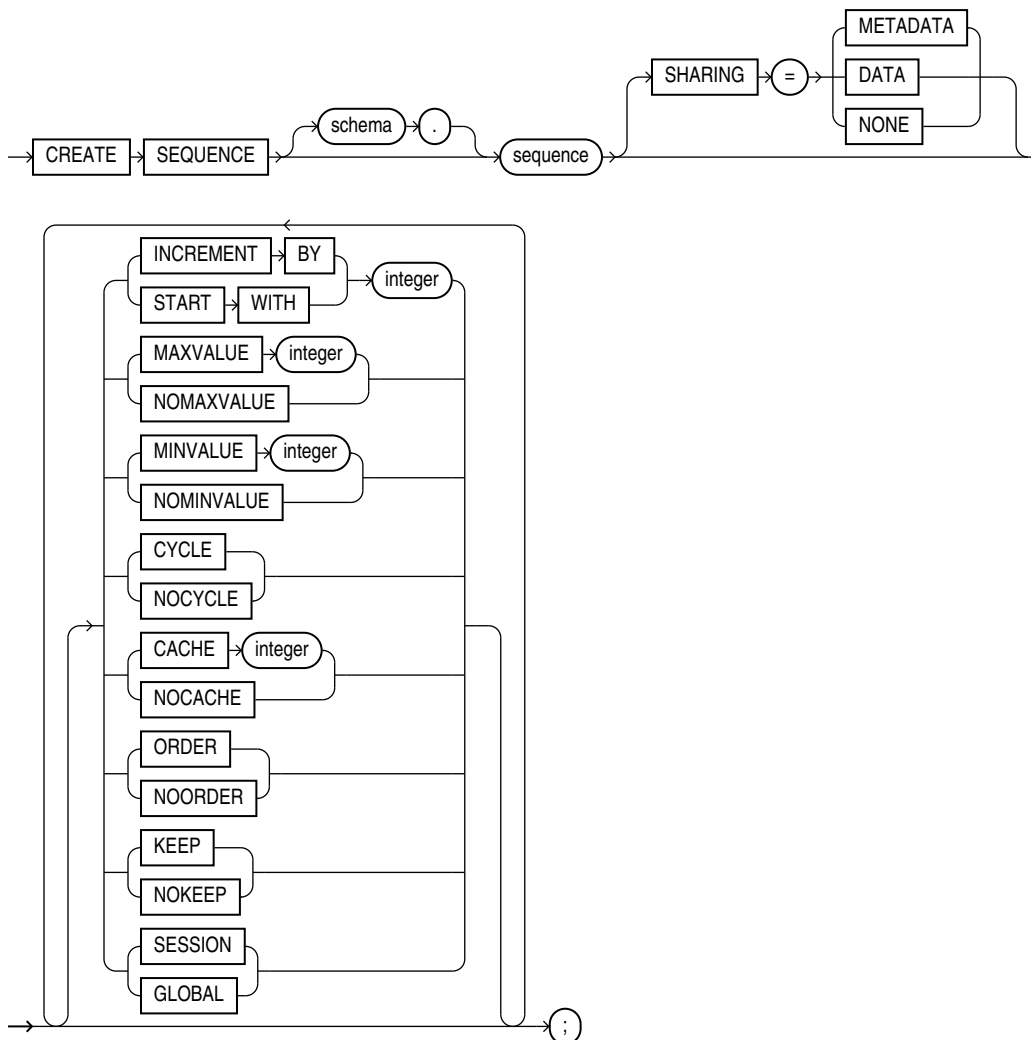 METADATA
SHARING = DATA
NONE
schema .
CREATE SEQUENCE sequence
INCREMENT BY
integer
START WITH
MAXVALUE integer
NOMAXVALUE
MINVALUE integer
NOMINVALUE
CYCLE
NOCYCLE
CACHE integer
NOCACHE
ORDER
NOORDER
KEEP
NOKEEP
SESSION
GLOBAL
;